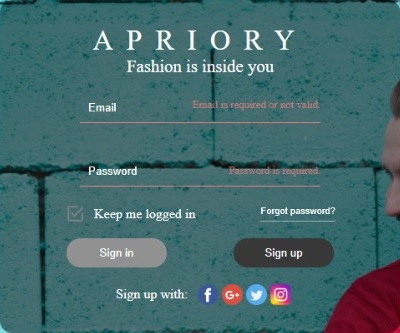 APRIORY
Fashion is inside you
Email Email is required or not valid.
Password Password is required.
Keep me logged in Forgot password?
Sign in Sign up
Sign up with: f G+